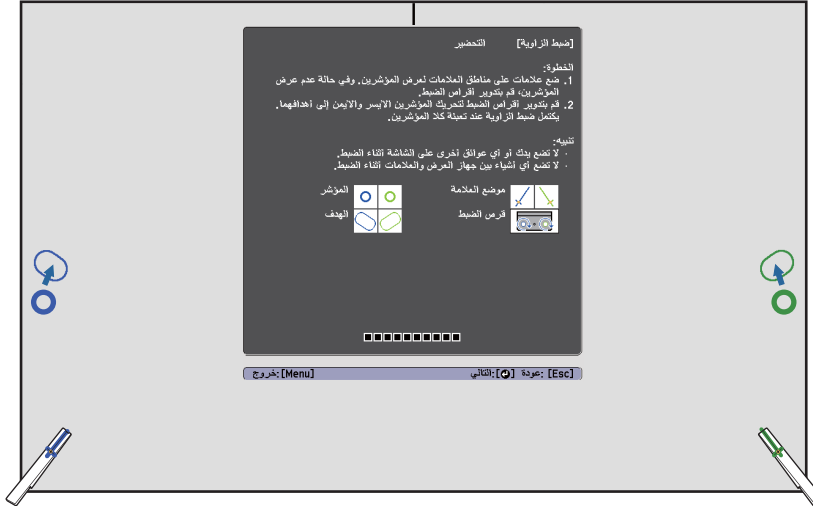 [ضبط الزاوية] التحضير
الخطوة:
1. ضع علامات على مناطق العلامات لعرض المؤشرين. وفي حالة عدم عرض
المؤشرين، قم بتدوير أقراص الضبط.
2. قم بتدوير أقراص الضبط لتحريك المؤشرين الأيسر والأيمن إلى أهدافهما.
يكتمل ضبط الزاوية عند تعبئة كلا المؤشرين.
تنبيه:
· لا تضع يدك أو أي عوائق أخرى على الشاشة أثناء الضبط.
· لا تضع أي أشياء بين جهاز العرض والعلامات أثناء الضبط.
موضع العلامة
المؤشر
قرص الضبط
الهدف
[Esc] :عودة [↵]:التالي
[Menu]:خروج